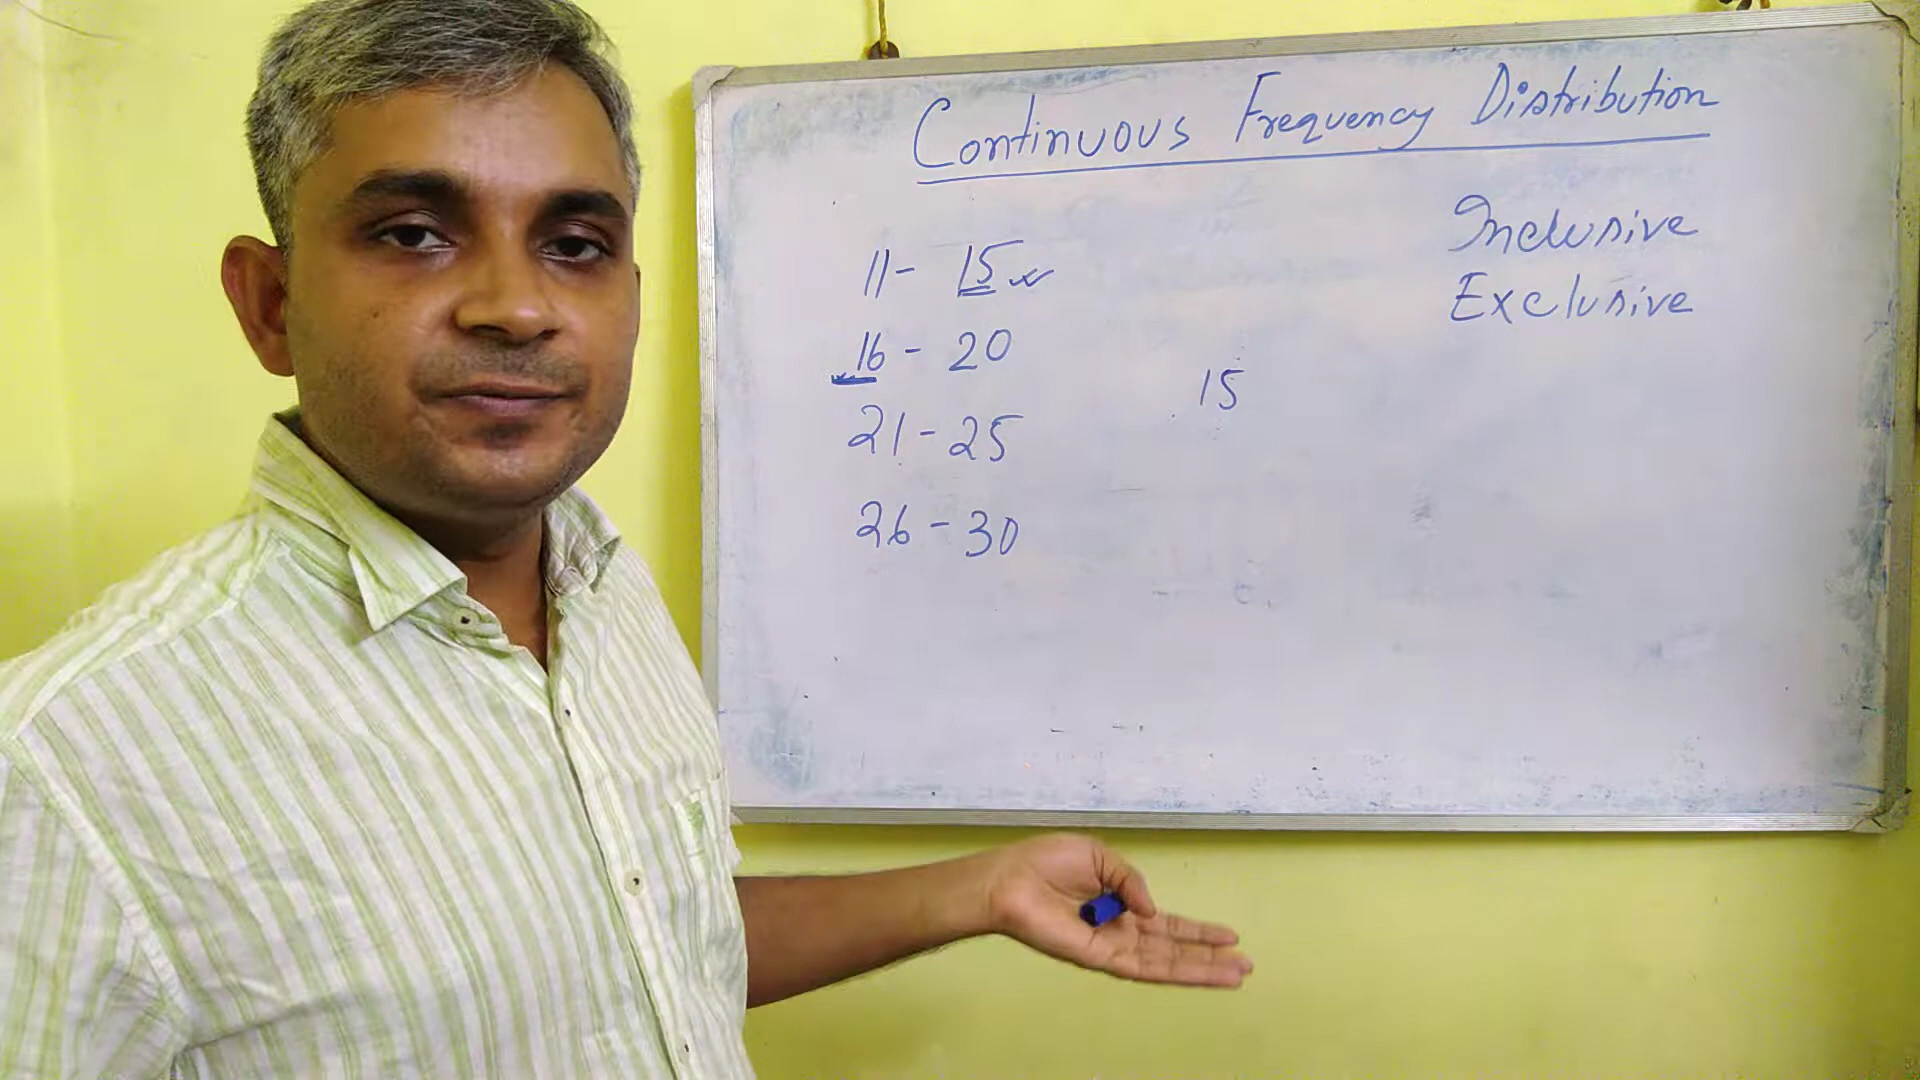 Continuous Frequency Distribution
Inclusive
Exclusive
11 - 15
16 - 20
21 - 25
26 - 30
15